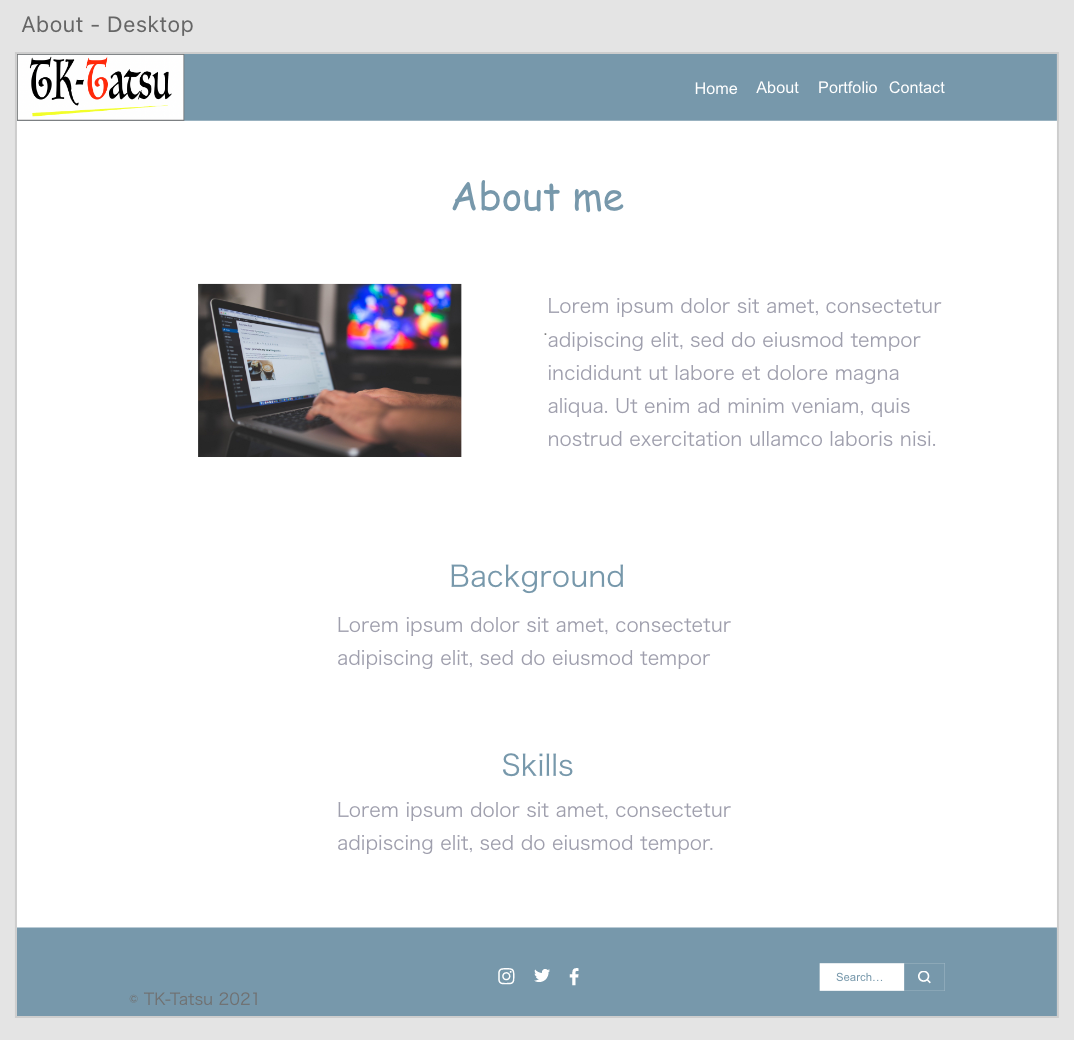 About - Desktop
TK-Tatsu
Home About Portfolio Contact
About me
Lorem ipsum dolor sit amet, consectetur
adipiscing elit, sed do eiusmod tempor
incididunt ut labore et dolore magna
aliqua. Ut enim ad minim veniam, quis
nostrud exercitation ullamco laboris nisi.
Background
Lorem ipsum dolor sit amet, consectetur
adipiscing elit, sed do eiusmod tempor
Skills
Lorem ipsum dolor sit amet, consectetur
adipiscing elit, sed do eiusmod tempor.
© TK-Tatsu 2021
Search...